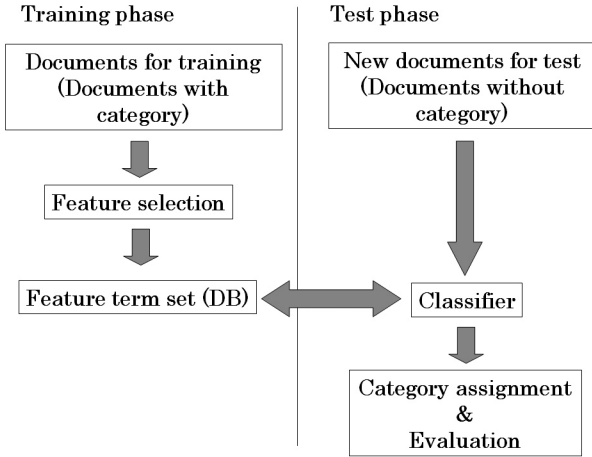 Training phase
Documents for training
(Documents with
category)
Feature selection
Feature term set (DB)
Test phase
New documents for test
(Documents without
category)
Classifier
Category assignment
&
Evaluation